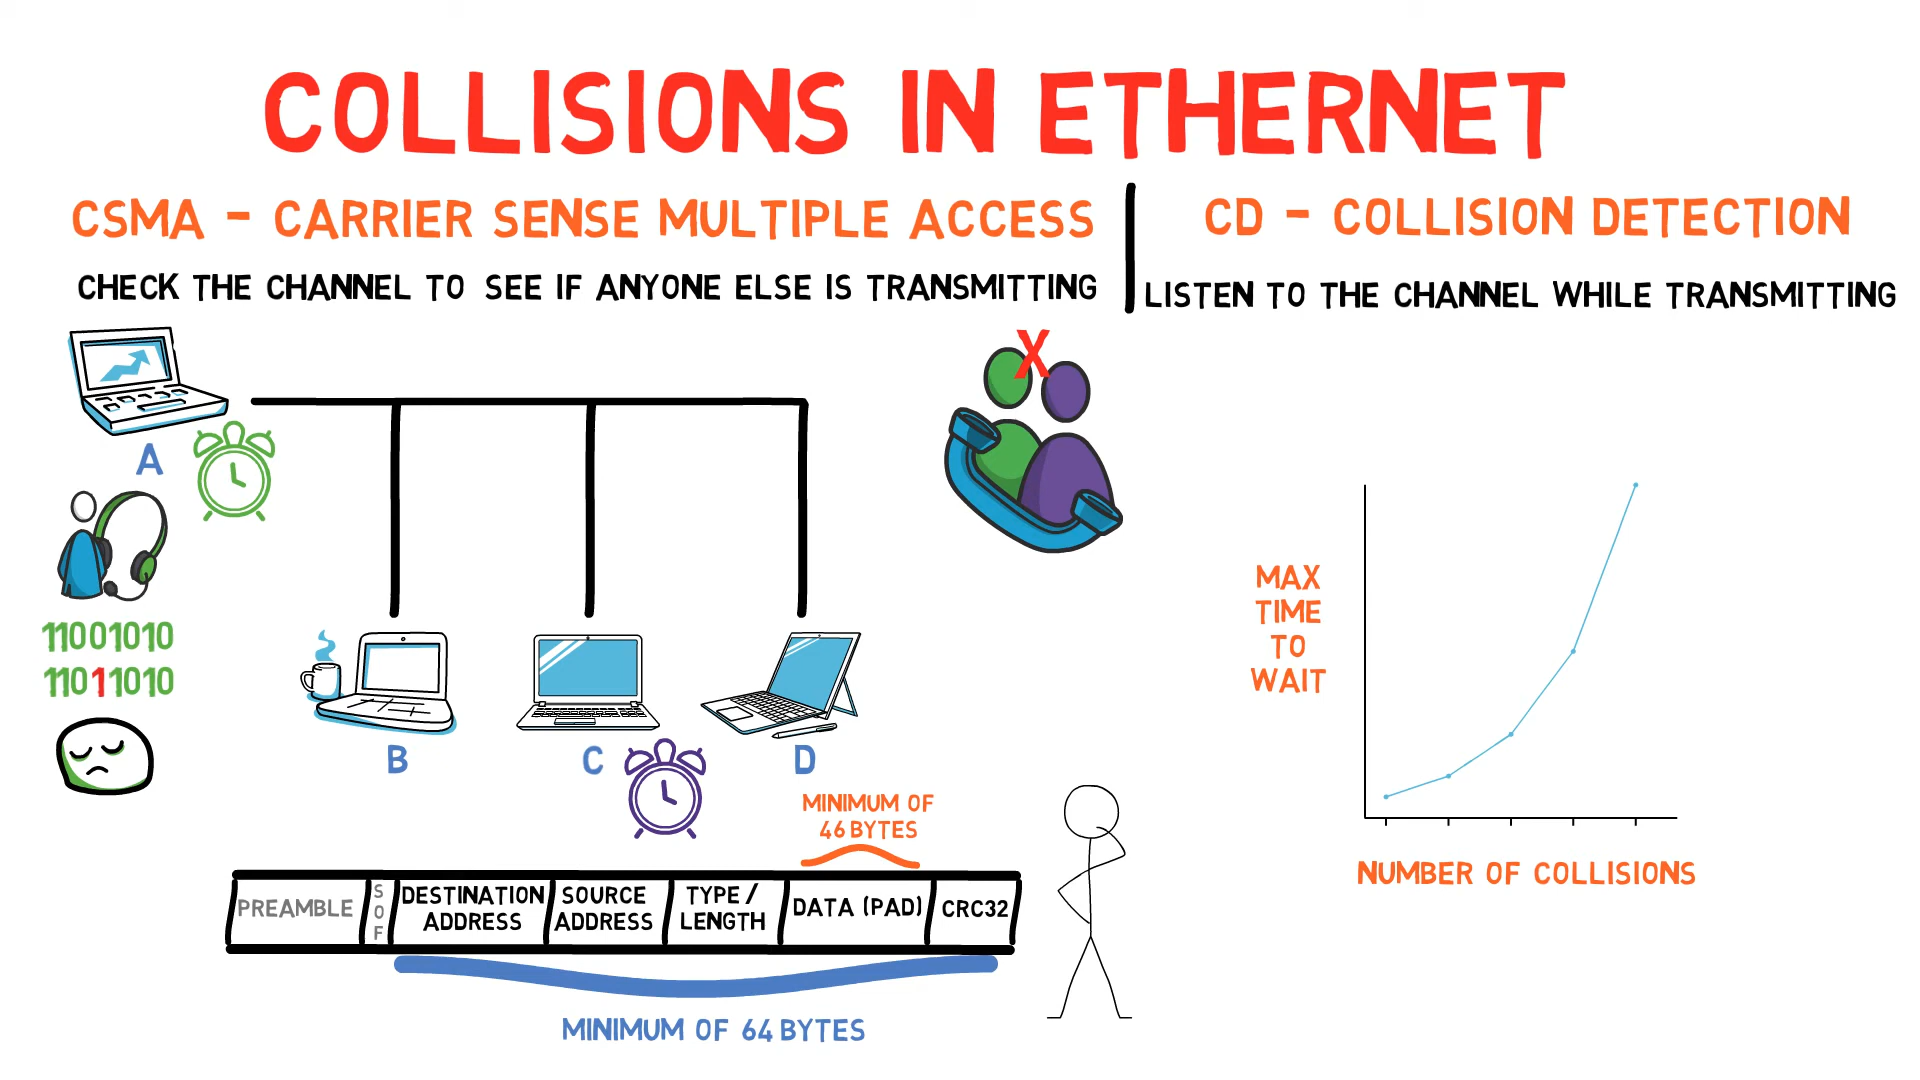 COLLISIONS IN ETHERNET
CSMA - CARRIER SENSE MULTIPLE ACCESS
CHECK THE CHANNEL TO SEE IF ANYONE ELSE IS TRANSMITTING
CD - COLLISION DETECTION
LISTEN TO THE CHANNEL WHILE TRANSMITTING
X
A
11001010
11011010
B
C
D
MINIMUM OF
46 BYTES
PREAMBLE
SOF
DESTINATION
ADDRESS
SOURCE
ADDRESS
TYPE /
LENGTH
DATA (PAD)
CRC32
MINIMUM OF 64 BYTES
MAX
TIME
TO
WAIT
NUMBER OF COLLISIONS